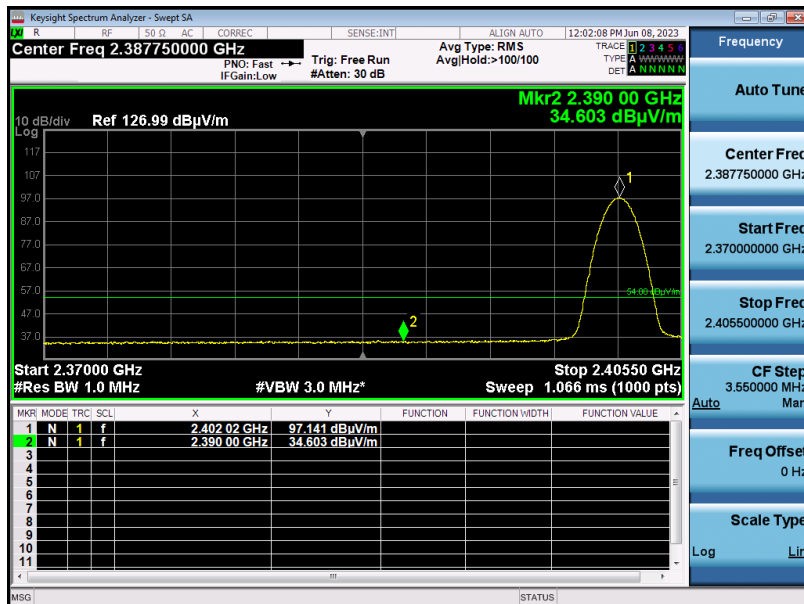 Keysight Spectrum Analyzer - Swept SA
LXI R RF 50 Ω AC CORREC SENSE:INT ALIGN AUTO 12:02:08 PM Jun 08, 2023
Center Freq 2.387750000 GHz
PNO: Fast
IFGain:Low
Trig: Free Run
#Atten: 30 dB
Avg Type: RMS
Avg|Hold:>100/100
TRACE 1 2 3 4 5 6
TYPE A WWWWW
DET A N N N N N
Mkr2 2.390 00 GHz
34.603 dBµV/m
10 dB/div Ref 126.99 dBµV/m
Log
117
107
97.0
87.0
77.0
67.0
57.0
47.0
37.0
1
2
54.00 dBµV/m
Start 2.37000 GHz Stop 2.40550 GHz
#Res BW 1.0 MHz #VBW 3.0 MHz* Sweep 1.066 ms (1000 pts)
MKR MODE TRC SCL X Y FUNCTION FUNCTION WIDTH FUNCTION VALUE
1 N 1 f 2.402 02 GHz 97.141 dBµV/m
2 N 1 f 2.390 00 GHz 34.603 dBµV/m
3
4
5
6
7
8
9
10
11
MSG STATUS
Frequency
Auto Tune
Center Freq
2.387750000 GHz
Start Freq
2.370000000 GHz
Stop Freq
2.405500000 GHz
CF Step
3.550000 MHz
Auto Man
Freq Offset
0 Hz
Scale Type
Log Lin